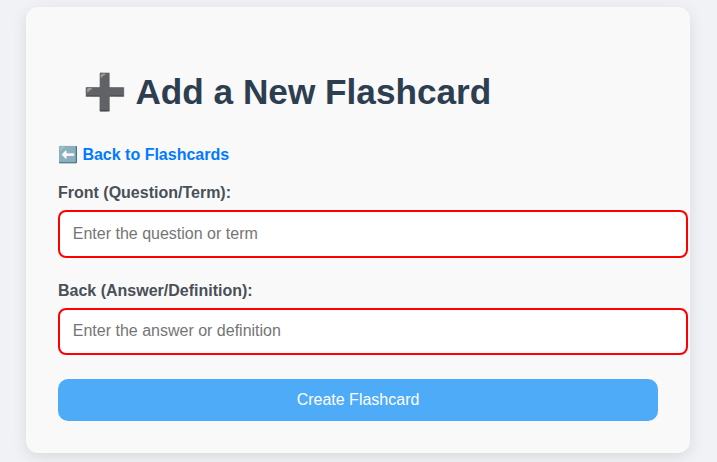 ➕ Add a New Flashcard
⬅️ Back to Flashcards
Front (Question/Term):
Enter the question or term
Back (Answer/Definition):
Enter the answer or definition
Create Flashcard